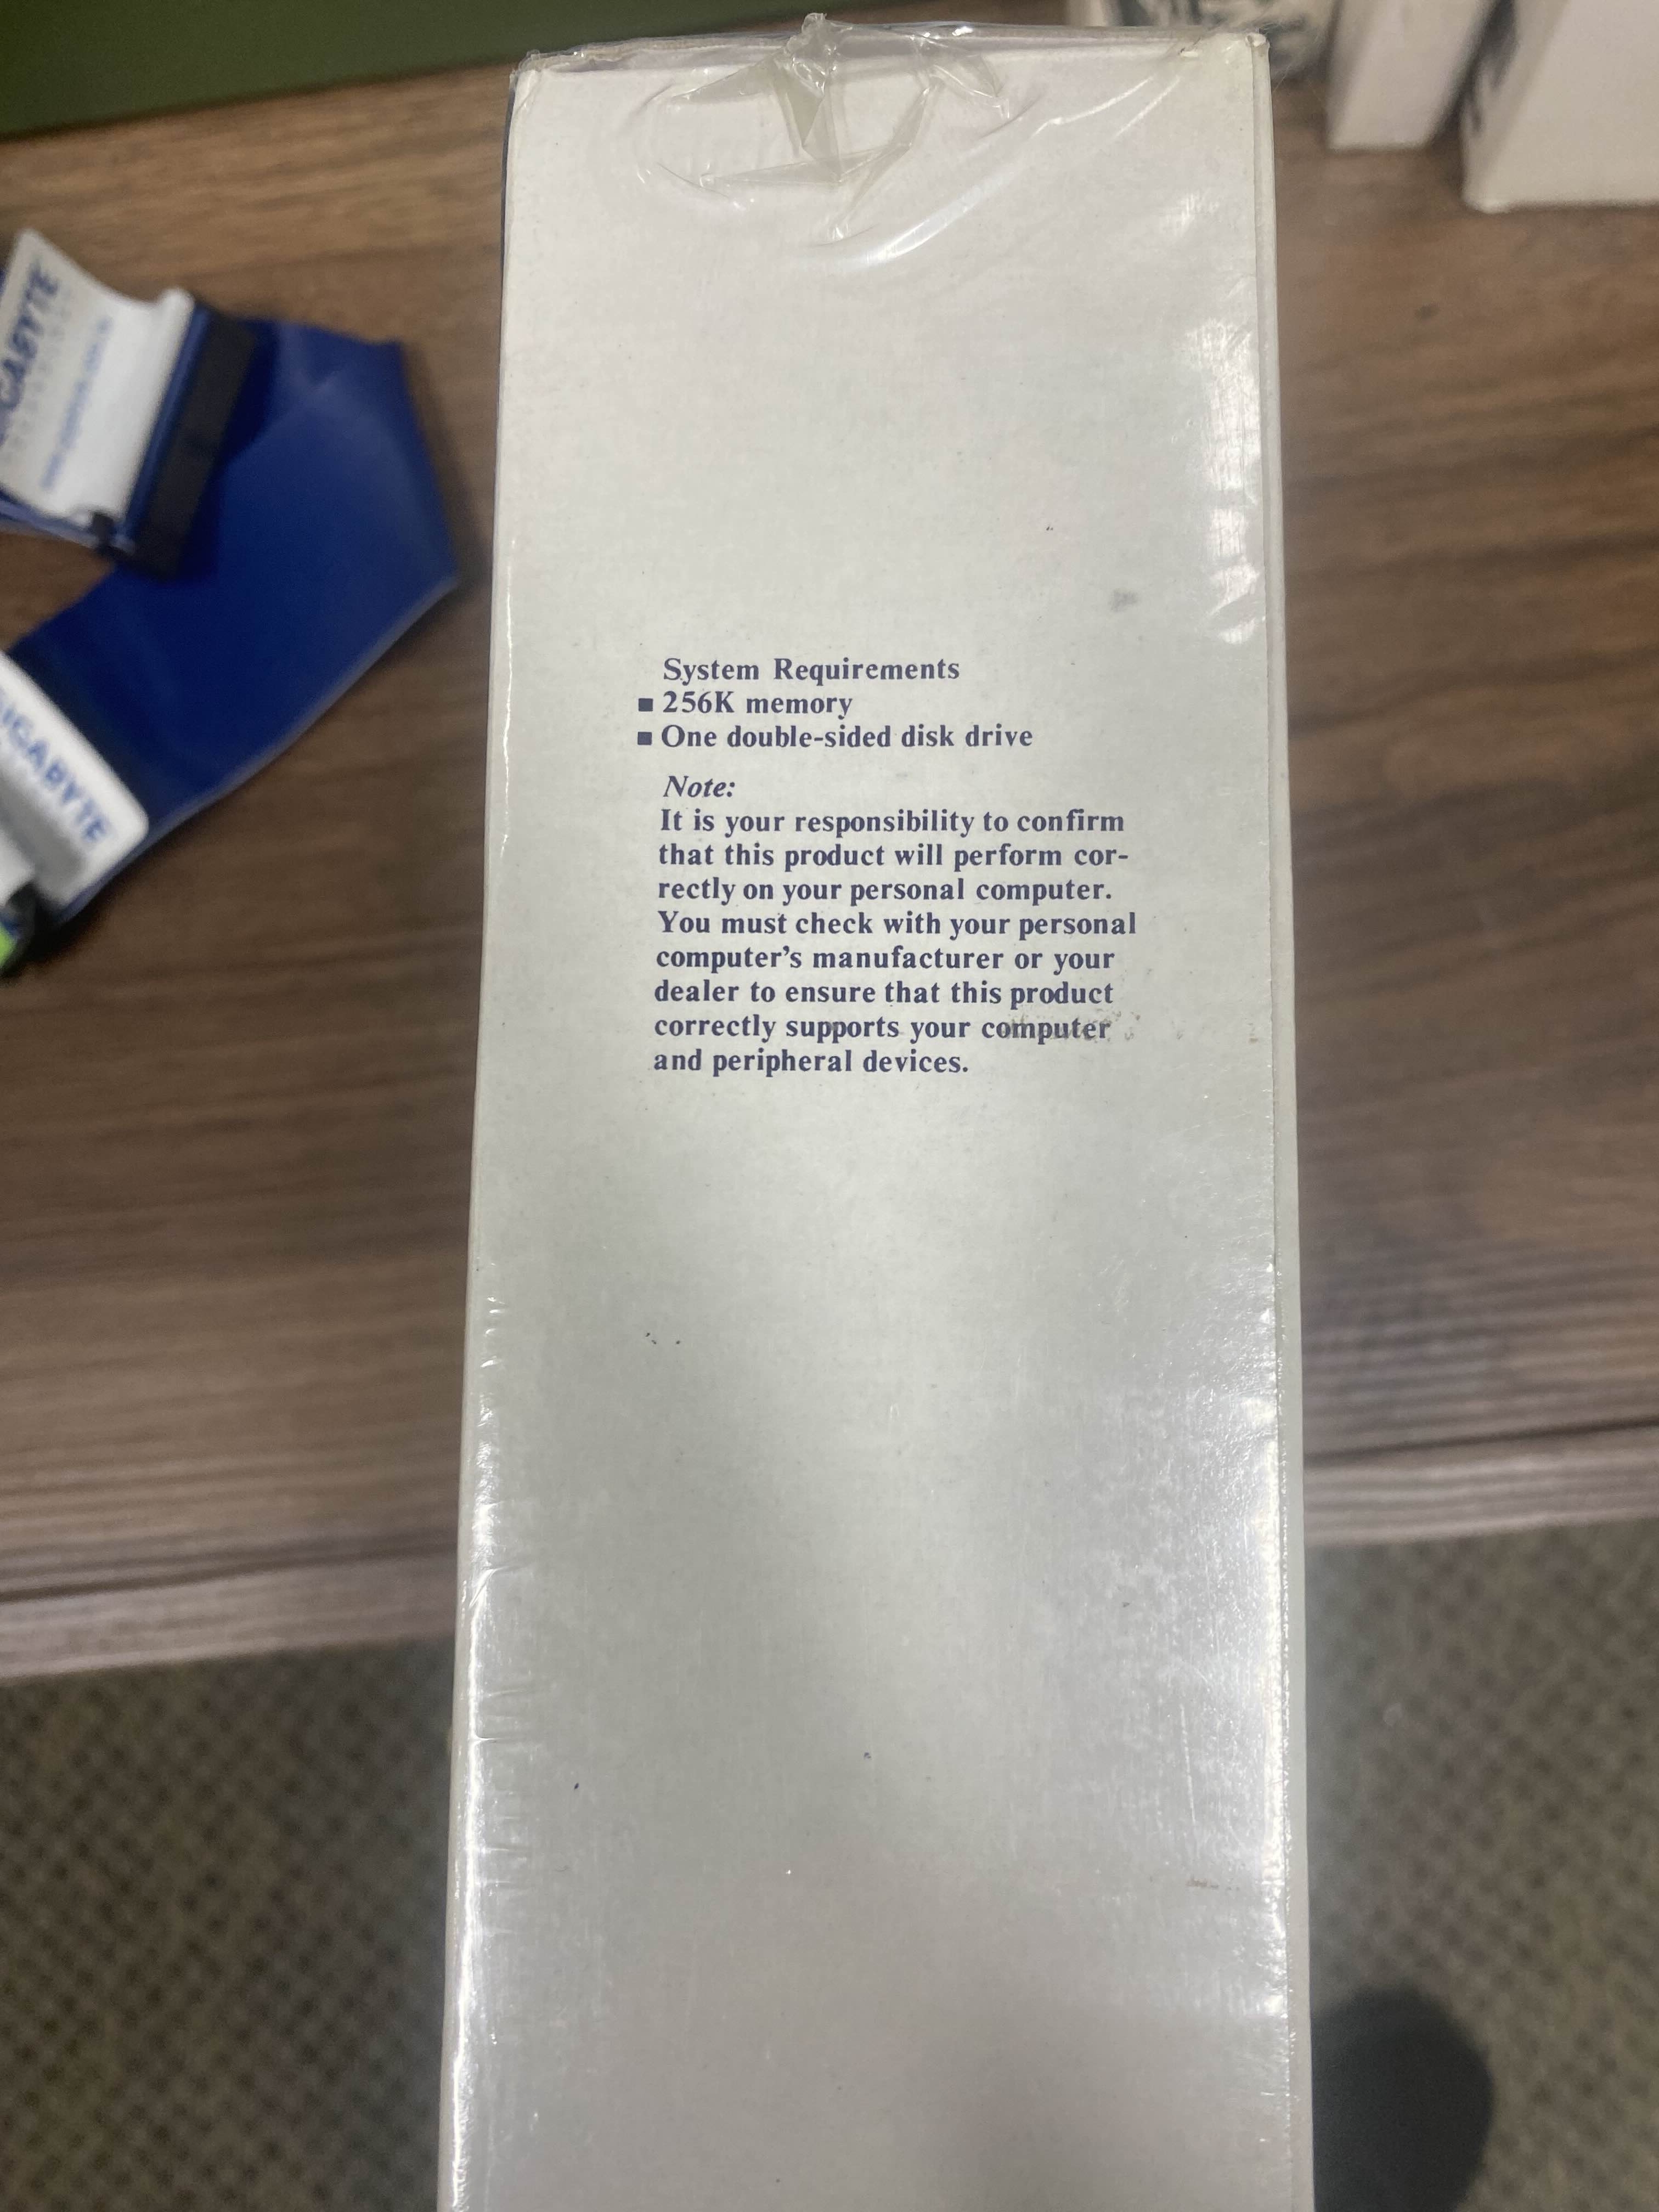 System Requirements
■ 256K memory
■ One double-sided disk drive
Note:
It is your responsibility to confirm
that this product will perform cor-
rectly on your personal computer.
You must check with your personal
computer's manufacturer or your
dealer to ensure that this product
correctly supports your computer
and peripheral devices.
GABYTE
IGABYTE